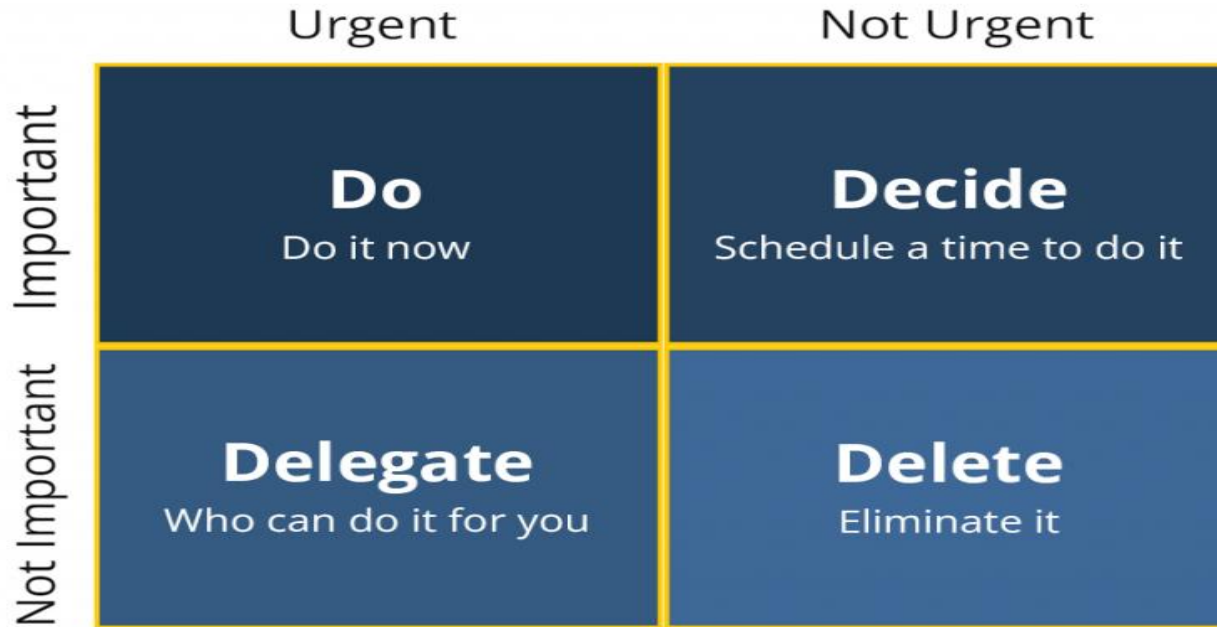 Urgent
Not Urgent
Important
Do
Do it now
Decide
Schedule a time to do it
Not Important
Delegate
Who can do it for you
Delete
Eliminate it